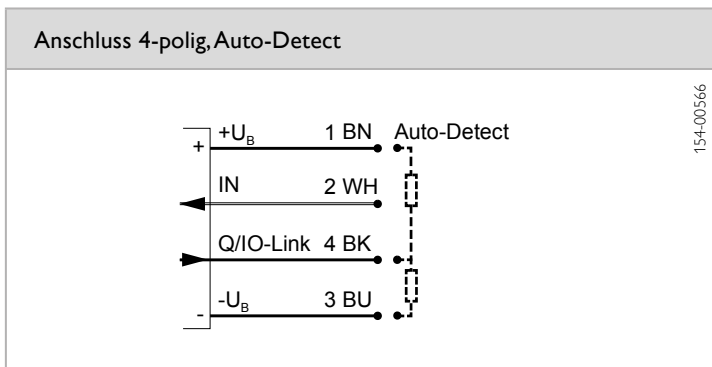 Anschluss 4-polig, Auto-Detect
154-00566
+U_B 1 BN Auto-Detect
+
IN 2 WH
Q/IO-Link 4 BK
-U_B 3 BU
-